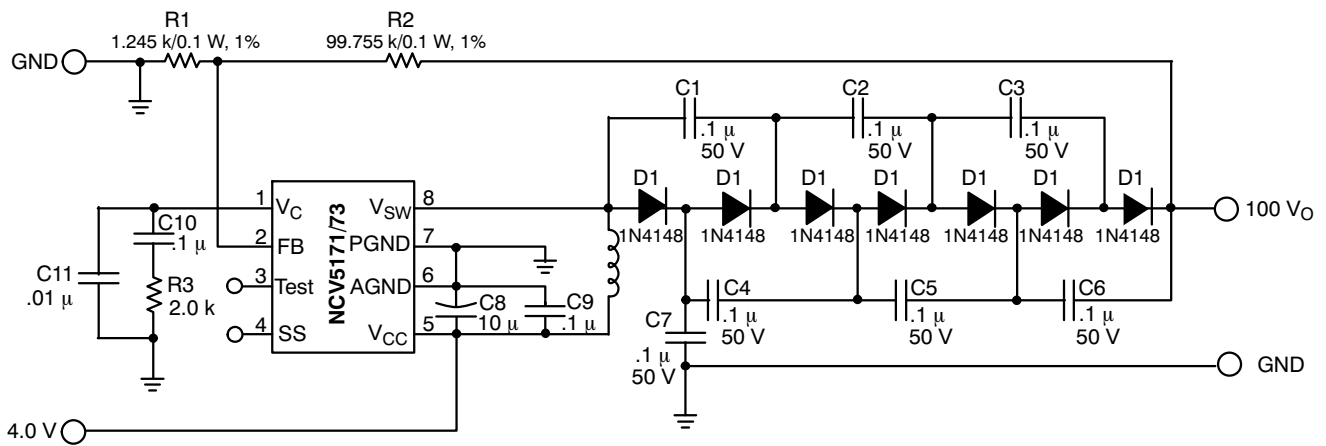 R1
1.245 k/0.1 W, 1%
R2
99.755 k/0.1 W, 1%
GND
C1
.1 μ
50 V
C2
.1 μ
50 V
C3
.1 μ
50 V
D1
1N4148
D1
1N4148
D1
1N4148
D1
1N4148
D1
1N4148
D1
1N4148
D1
1N4148
100 VO
1
VC
2
FB
3
Test
4
SS
NCV5171/73
VSW
8
PGND
7
AGND
6
VCC
5
C10
.1 μ
C11
.01 μ
R3
2.0 k
C8
10 μ
C9
.1 μ
C7
.1 μ
50 V
C4
.1 μ
50 V
C5
.1 μ
50 V
C6
.1 μ
50 V
GND
4.0 V